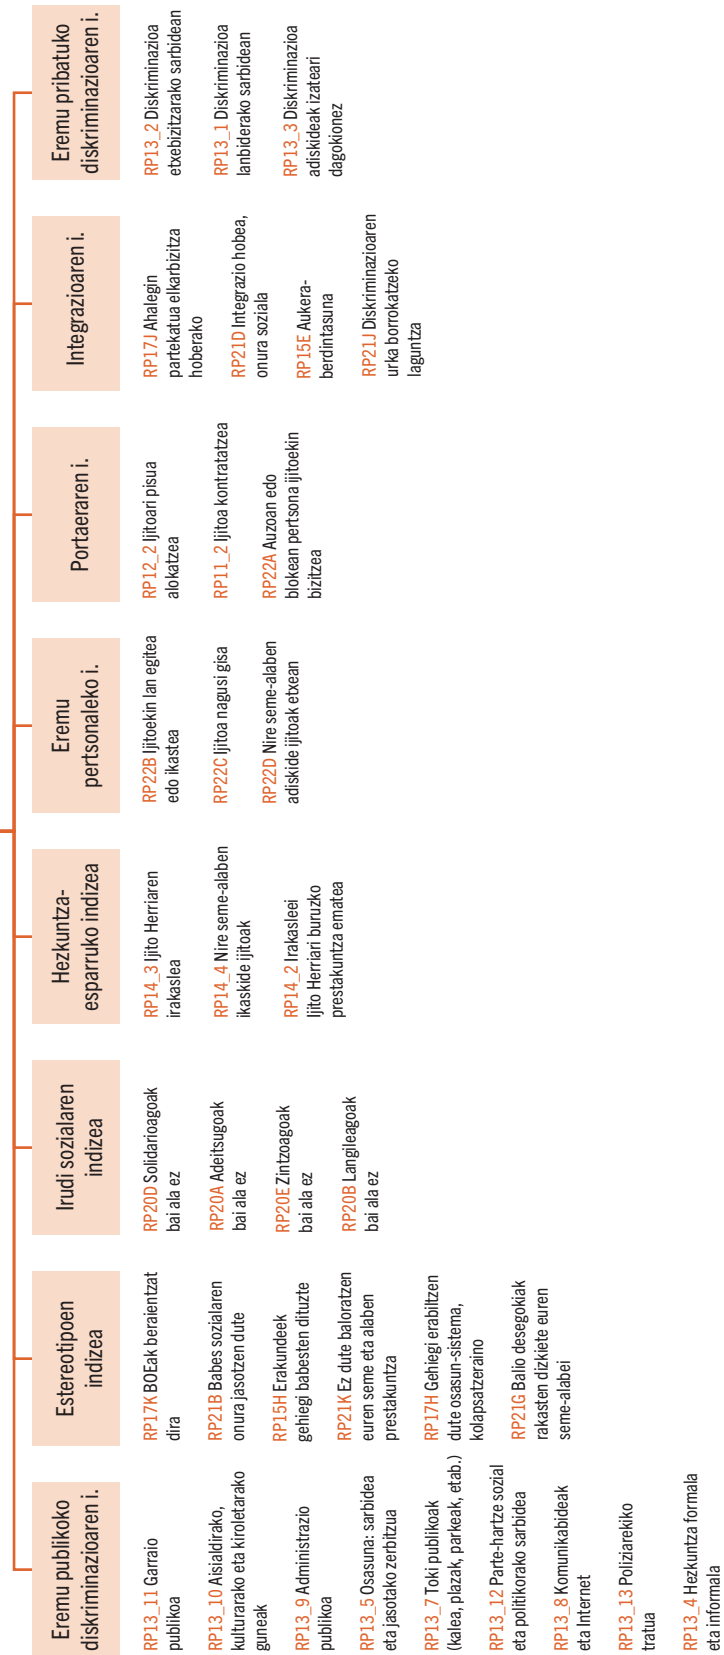 Eremu publikoko
diskriminazioaren i.
RP13_11 Garraio
publikoa
RP13_10 Aisialdirako,
kulturarako eta kiroletarako
guneak
RP13_9 Administrazio
publikoa
RP13_5 Osasuna: sarbidea
eta jasotako zerbitzua
RP13_7 Toki publikoak
(kalea, plazak, parkeak, etab.)
RP13_12 Parte-hartze sozial
eta politikorako sarbidea
RP13_8 Komunikabideak
eta Internet
RP13_13 Poliziarekiko
tratua
RP13_4 Hezkuntza formala
eta informala
Estereotipoen
indizea
RP17K BOEak beraientzat
dira
RP21B Babes sozialaren
onura jasotzen dute
RP15H Erakundeek
gehiegi babesten dituzte
RP21K Ez dute baloratzen
euren seme eta alaben
prestakuntza
RP17H Gehiegi erabiltzen
dute osasun-sistema,
kolapsatzeraino
RP21G Balio desegokiak
rakasten dizkiete euren
seme-alabei
Irudi sozialaren
indizea
RP20D Solidarioagoak
bai ala ez
RP20A Adeitsugoak
bai ala ez
RP20E Zintzoagoak
bai ala ez
RP20B Langileagoak
bai ala ez
Hezkuntza-
esparruko indizea
RP14_3 Ijito Herriaren
irakaslea
RP14_4 Nire seme-alaben
ikaskide ijitoak
RP14_2 Irakasleei
Ijito Herriari buruzko
prestakuntza ematea
Eremu
pertsonaleko i.
RP22B Ijitoekin lan egitea
edo ikastea
RP22C Ijitoa nagusi gisa
RP22D Nire seme-alaben
adiskide ijitoak etxean
Portaeraren i.
RP12_2 Ijitoari pisua
alokatzea
RP11_2 Ijitoa kontratatzea
RP22A Auzoan edo
blokean pertsona ijitoekin
bizitzea
Integrazioaren i.
RP17J Ahalegin
partekatua elkarbizitza
hoberako
RP21D Integrazio hobea,
onura soziala
RP15E Aukera-
berdintasuna
RP21J Diskriminazioaren
urka borrokatzeko
laguntza
Eremu pribatuko
diskriminazioaren i.
RP13_2 Diskriminazioa
etxebizitzarako sarbidean
RP13_1 Diskriminazioa
lanbiderako sarbidean
RP13_3 Diskriminazioa
adiskideak izateari
dagokionez